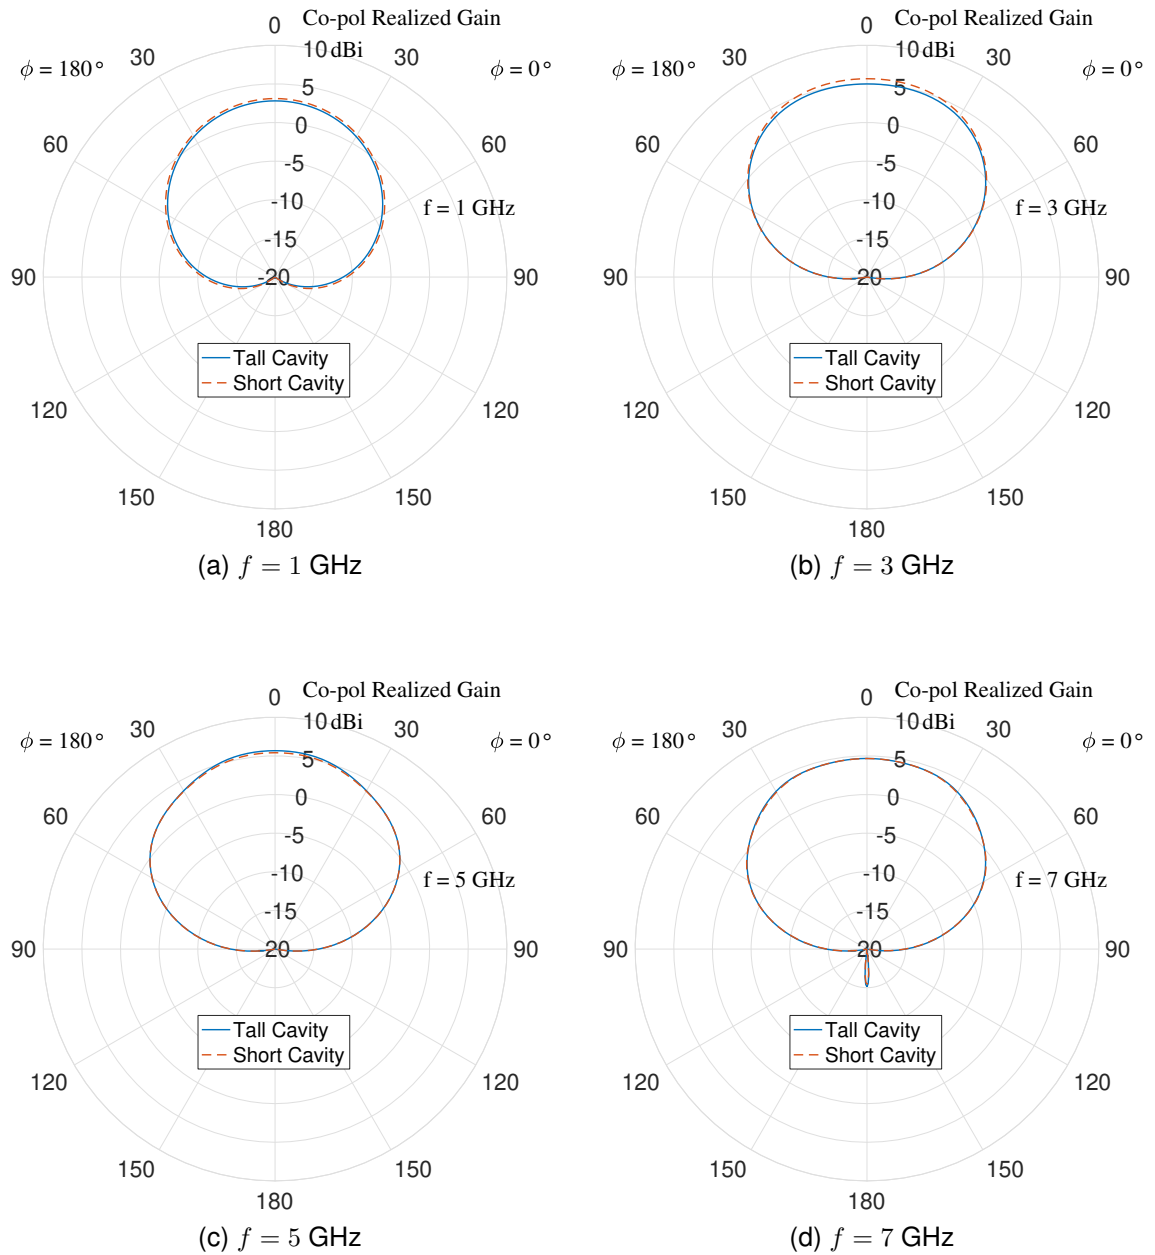 0
Co-pol Realized Gain
30
10 dBi
30
ϕ = 180°
ϕ = 0°
5
60
0
60
-5
-10
f = 1 GHz
-15
90
-20
90
Tall Cavity
Short Cavity
120
120
150
150
180
(a) f = 1 GHz
0
Co-pol Realized Gain
30
10 dBi
30
ϕ = 180°
ϕ = 0°
5
60
0
60
-5
-10
f = 3 GHz
-15
90
-20
90
Tall Cavity
Short Cavity
120
120
150
150
180
(b) f = 3 GHz
0
Co-pol Realized Gain
30
10 dBi
30
ϕ = 180°
ϕ = 0°
5
60
0
60
-5
-10
f = 5 GHz
-15
90
-20
90
Tall Cavity
Short Cavity
120
120
150
150
180
(c) f = 5 GHz
0
Co-pol Realized Gain
30
10 dBi
30
ϕ = 180°
ϕ = 0°
5
60
0
60
-5
-10
f = 7 GHz
-15
90
-20
90
Tall Cavity
Short Cavity
120
120
150
150
180
(d) f = 7 GHz